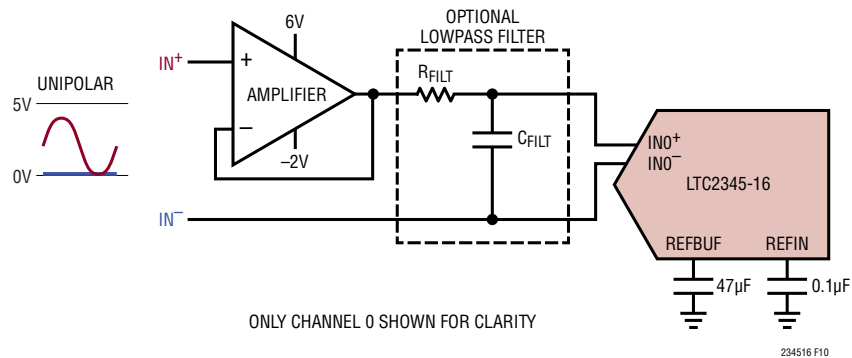 OPTIONAL
LOWPASS FILTER
6V
IN+
+
RFILT
UNIPOLAR
AMPLIFIER
5V
–
CFILT
IN0+
IN0–
–2V
0V
LTC2345-16
IN–
REFBUF REFIN
47µF 0.1µF
ONLY CHANNEL 0 SHOWN FOR CLARITY
234516 F10